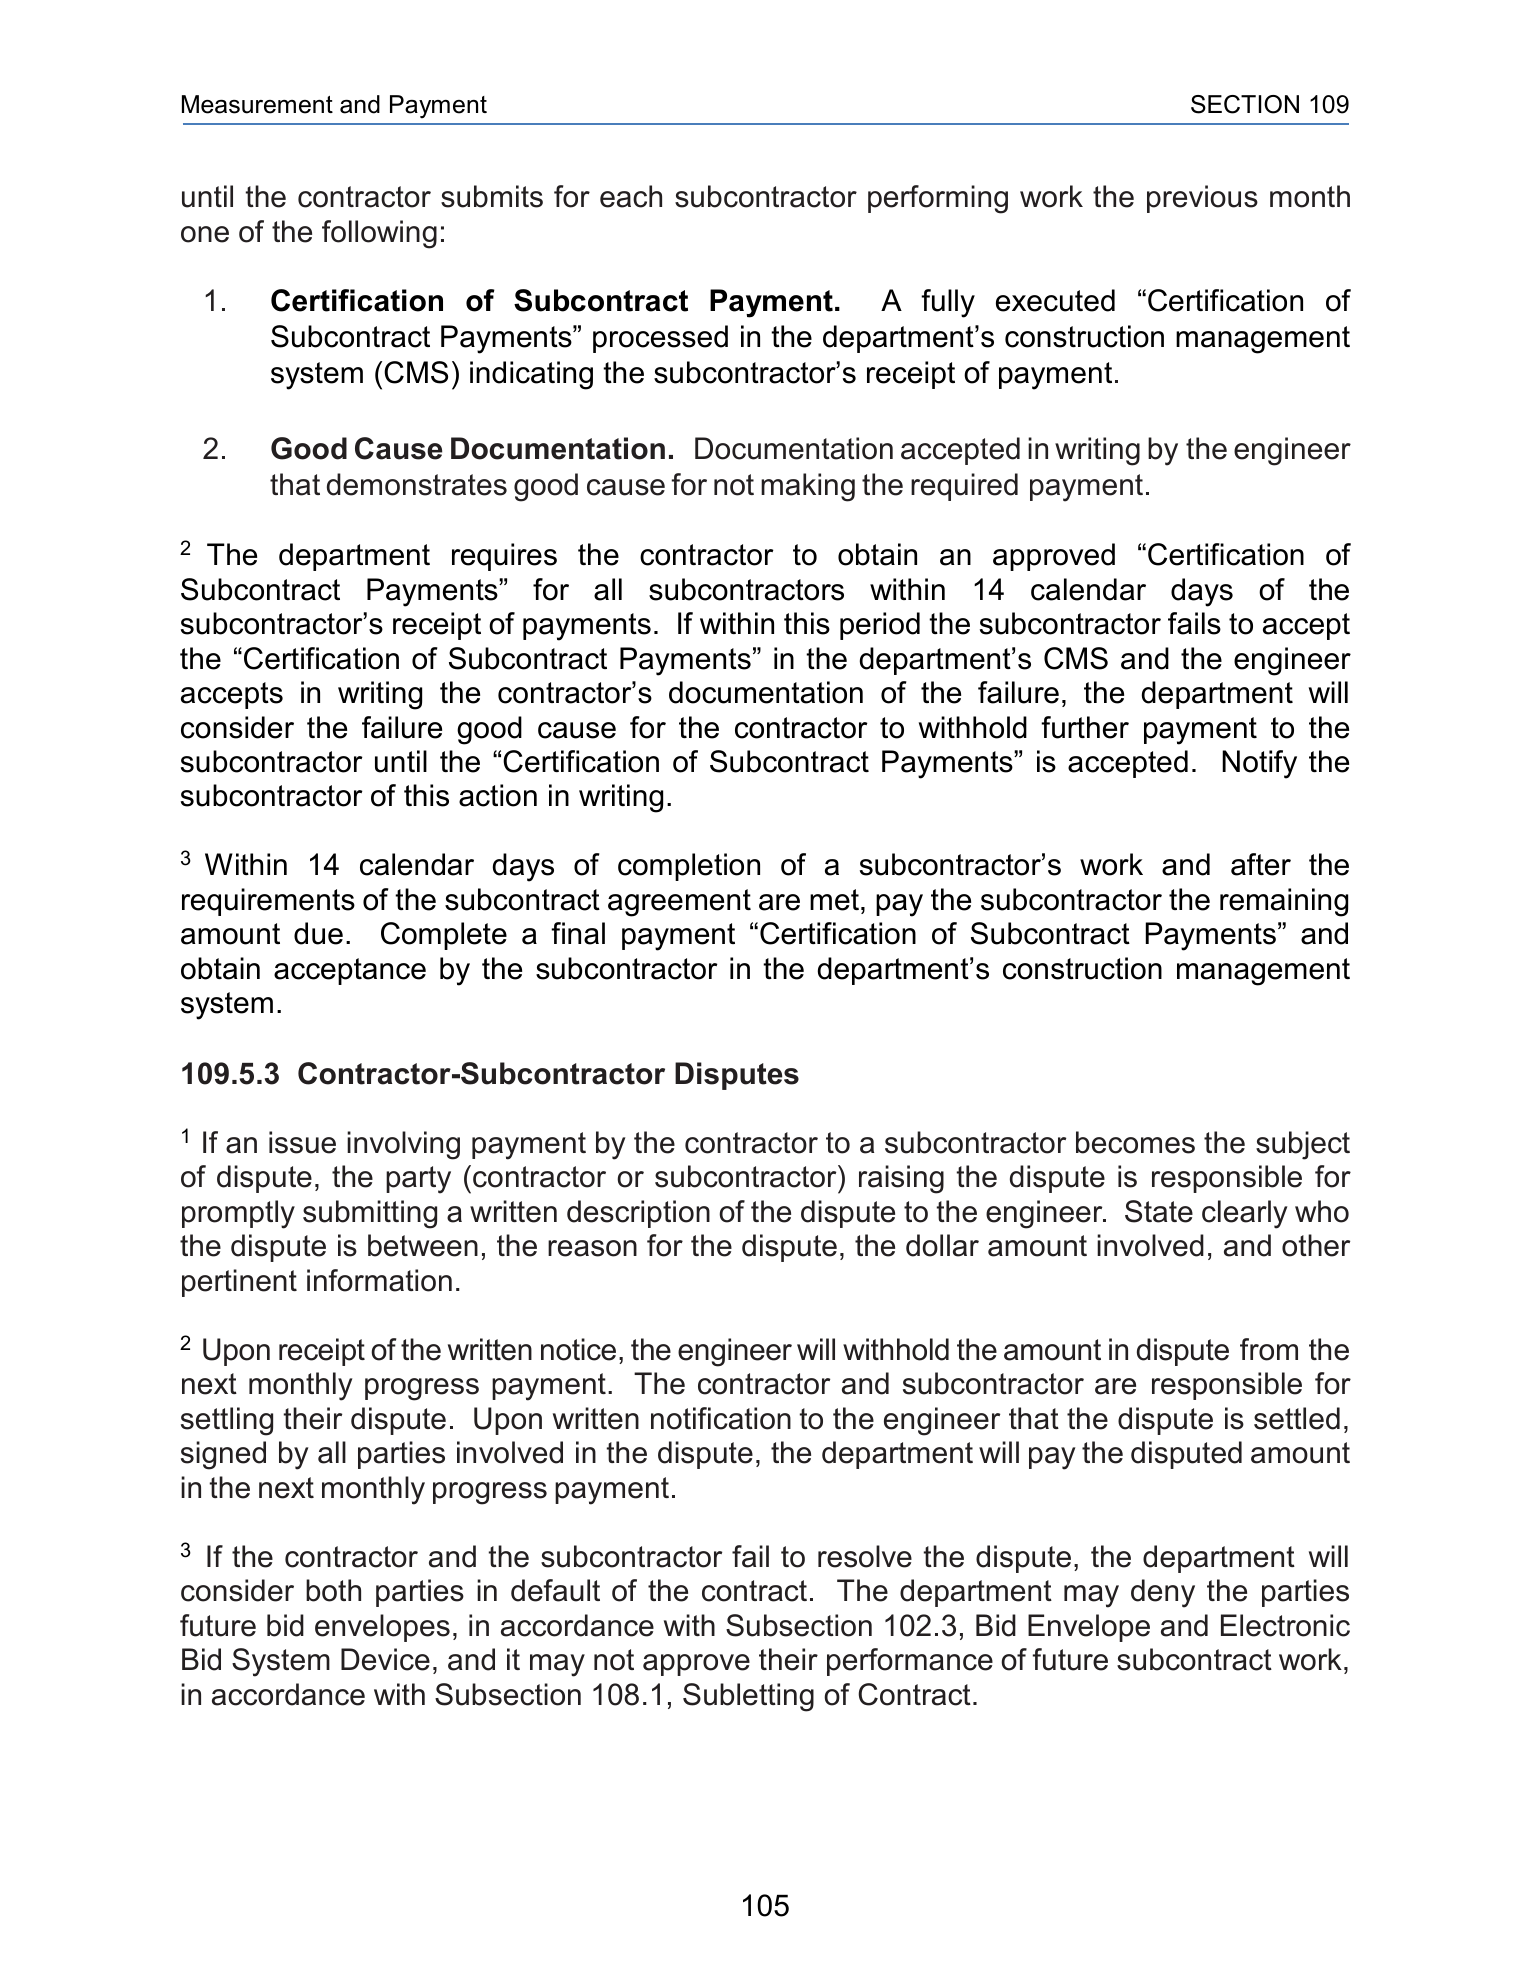 Measurement and Payment SECTION 109
until the contractor submits for each subcontractor performing work the previous month
one of the following:
1. Certification of Subcontract Payment. A fully executed “Certification of
Subcontract Payments” processed in the department’s construction management
system (CMS) indicating the subcontractor’s receipt of payment.
2. Good Cause Documentation. Documentation accepted in writing by the engineer
that demonstrates good cause for not making the required payment.
2 The department requires the contractor to obtain an approved “Certification of
Subcontract Payments” for all subcontractors within 14 calendar days of the
subcontractor’s receipt of payments. If within this period the subcontractor fails to accept
the “Certification of Subcontract Payments” in the department’s CMS and the engineer
accepts in writing the contractor’s documentation of the failure, the department will
consider the failure good cause for the contractor to withhold further payment to the
subcontractor until the “Certification of Subcontract Payments” is accepted. Notify the
subcontractor of this action in writing.
3 Within 14 calendar days of completion of a subcontractor’s work and after the
requirements of the subcontract agreement are met, pay the subcontractor the remaining
amount due. Complete a final payment “Certification of Subcontract Payments” and
obtain acceptance by the subcontractor in the department’s construction management
system.
109.5.3 Contractor-Subcontractor Disputes
1 If an issue involving payment by the contractor to a subcontractor becomes the subject
of dispute, the party (contractor or subcontractor) raising the dispute is responsible for
promptly submitting a written description of the dispute to the engineer. State clearly who
the dispute is between, the reason for the dispute, the dollar amount involved, and other
pertinent information.
2 Upon receipt of the written notice, the engineer will withhold the amount in dispute from the
next monthly progress payment. The contractor and subcontractor are responsible for
settling their dispute. Upon written notification to the engineer that the dispute is settled,
signed by all parties involved in the dispute, the department will pay the disputed amount
in the next monthly progress payment.
3 If the contractor and the subcontractor fail to resolve the dispute, the department will
consider both parties in default of the contract. The department may deny the parties
future bid envelopes, in accordance with Subsection 102.3, Bid Envelope and Electronic
Bid System Device, and it may not approve their performance of future subcontract work,
in accordance with Subsection 108.1, Subletting of Contract.
105